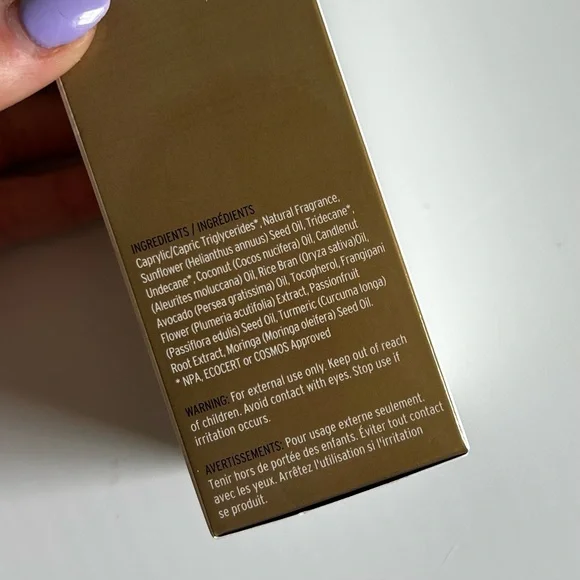 INGREDIENTS / INGRÉDIENTS
Caprylic/Capric Triglycerides*, Natural Fragrance,
Sunflower (Helianthus annuus) Seed Oil, Tridecane*,
Undecane*, Coconut (Cocos nucifera) Oil, Candlenut
(Aleurites moluccana) Oil, Rice Bran (Oryza sativa)Oil,
Avocado (Persea gratissima) Oil, Tocopherol, Frangipani
Flower (Plumeria acutifolia) Extract, Passionfruit
(Passiflora edulis) Seed Oil, Turmeric (Curcuma longa)
Root Extract, Moringa (Moringa oleifera) Seed Oil.
* NPA, ECOCERT or COSMOS Approved
WARNING: For external use only. Keep out of reach
of children. Avoid contact with eyes. Stop use if
irritation occurs.
AVERTISSEMENTS: Pour usage externe seulement.
Tenir hors de portée des enfants. Éviter tout contact
avec les yeux. Arrêtez l'utilisation si l'irritation
se produit.